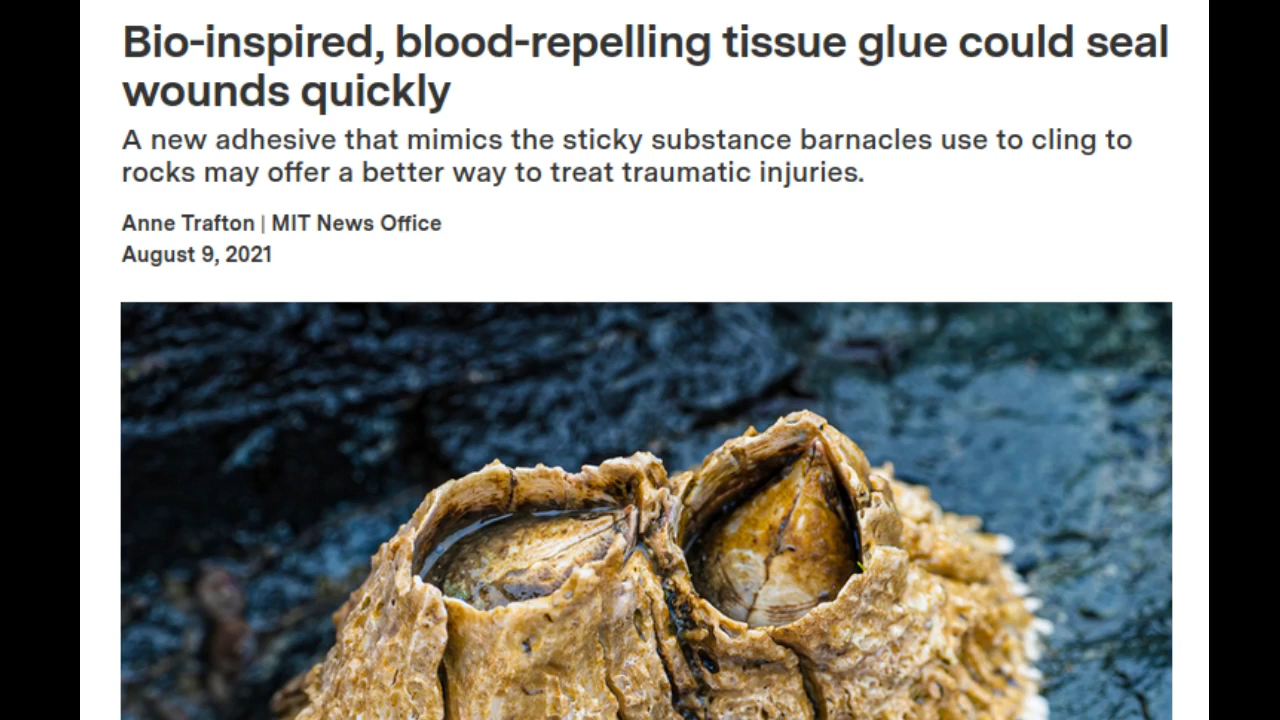 Bio-inspired, blood-repelling tissue glue could seal
wounds quickly
A new adhesive that mimics the sticky substance barnacles use to cling to
rocks may offer a better way to treat traumatic injuries.
Anne Trafton | MIT News Office
August 9, 2021